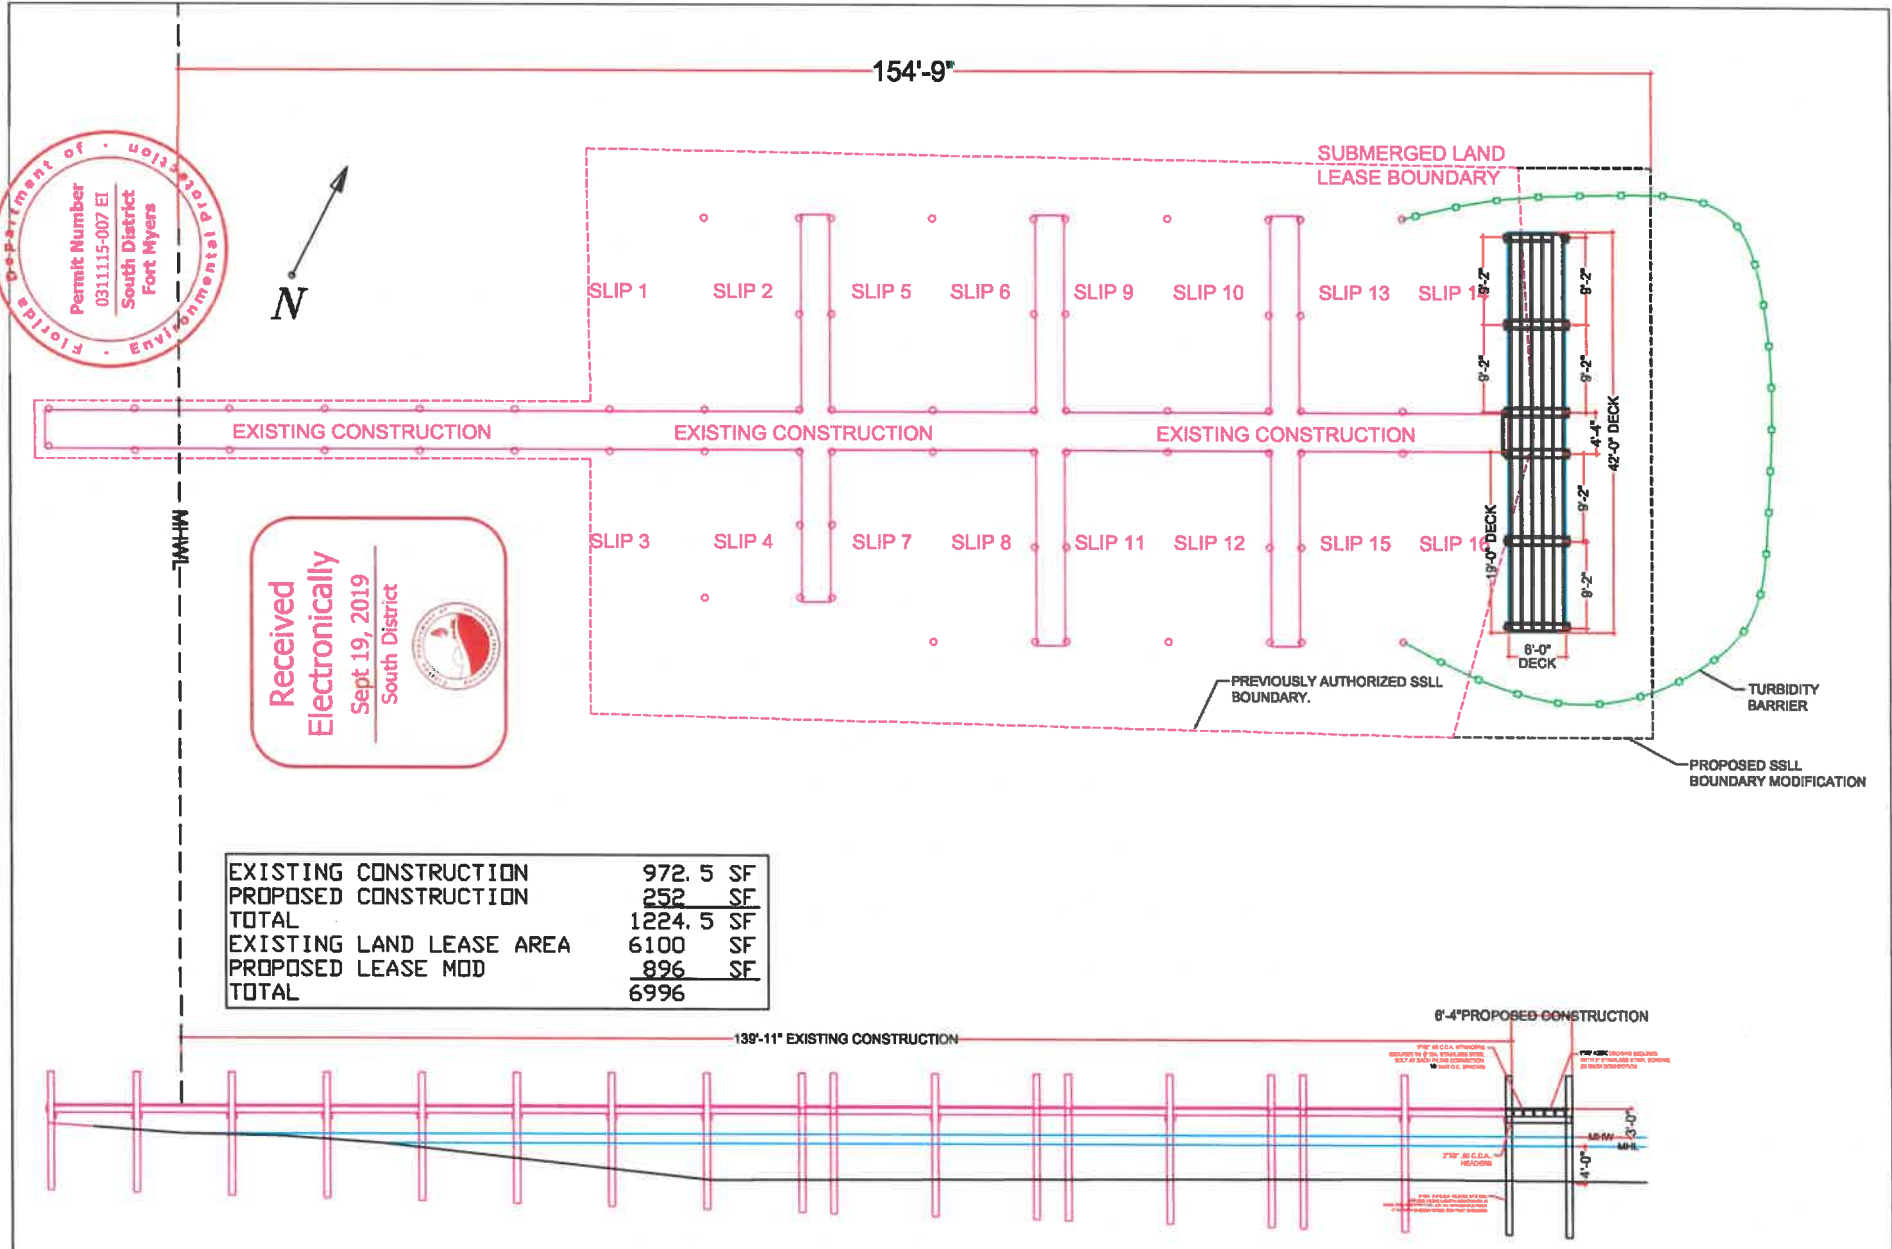 154'-9"
SUBMERGED LAND
LEASE BOUNDARY
Florida Department of Environmental Protection
Permit Number
0311115-007 EI
South District
Fort Myers
N
SLIP 1
SLIP 2
SLIP 5
SLIP 6
SLIP 9
SLIP 10
SLIP 13
SLIP
9'-2"
9'-2"
9'-2"
9'-2"
4'-4"
42'-0" DECK
EXISTING CONSTRUCTION
EXISTING CONSTRUCTION
EXISTING CONSTRUCTION
MHWL
SLIP 3
SLIP 4
SLIP 7
SLIP 8
SLIP 11
SLIP 12
SLIP 15
SLIP 16
19'-0" DECK
9'-2"
9'-2"
6'-0"
DECK
Received
Electronically
Sept 19, 2019
South District
PREVIOUSLY AUTHORIZED SSLL
BOUNDARY.
TURBIDITY
BARRIER
PROPOSED SSLL
BOUNDARY MODIFICATION
EXISTING CONSTRUCTION 972.5 SF
PROPOSED CONSTRUCTION 252 SF
TOTAL 1224.5 SF
EXISTING LAND LEASE AREA 6100 SF
PROPOSED LEASE MOD 896 SF
TOTAL 6996
139'-11" EXISTING CONSTRUCTION
6'-4"PROPOSED CONSTRUCTION
3'-0"
MHW
MHL
4'-0"
HEADERS